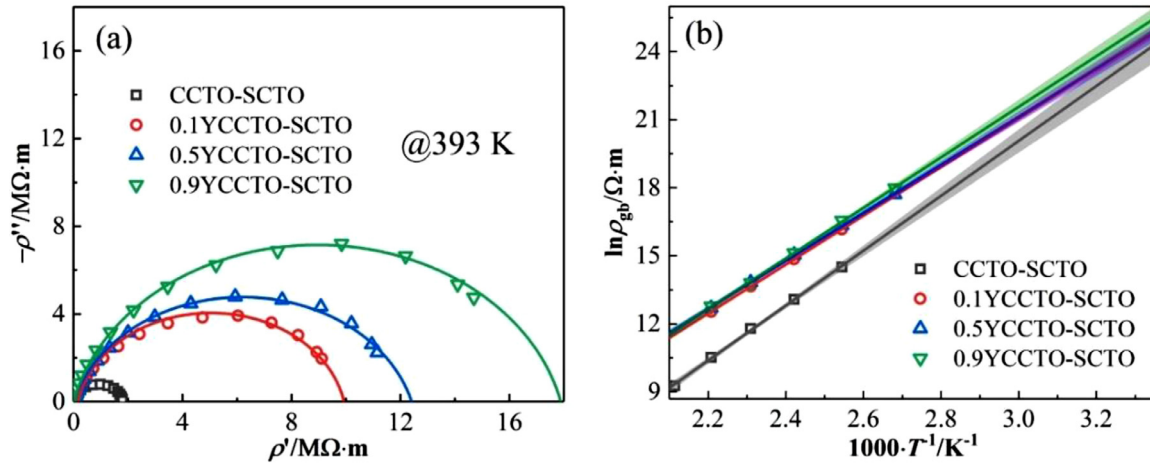 (a)
16
12
8
4
0
−ρ''/MΩ·m
CCTO-SCTO
0.1YCCTO-SCTO
0.5YCCTO-SCTO
0.9YCCTO-SCTO
@393 K
0 4 8 12 16
ρ'/MΩ·m
(b)
24
21
18
15
12
9
lnρgb/Ω·m
CCTO-SCTO
0.1YCCTO-SCTO
0.5YCCTO-SCTO
0.9YCCTO-SCTO
2.2 2.4 2.6 2.8 3.0 3.2
1000·T⁻¹/K⁻¹